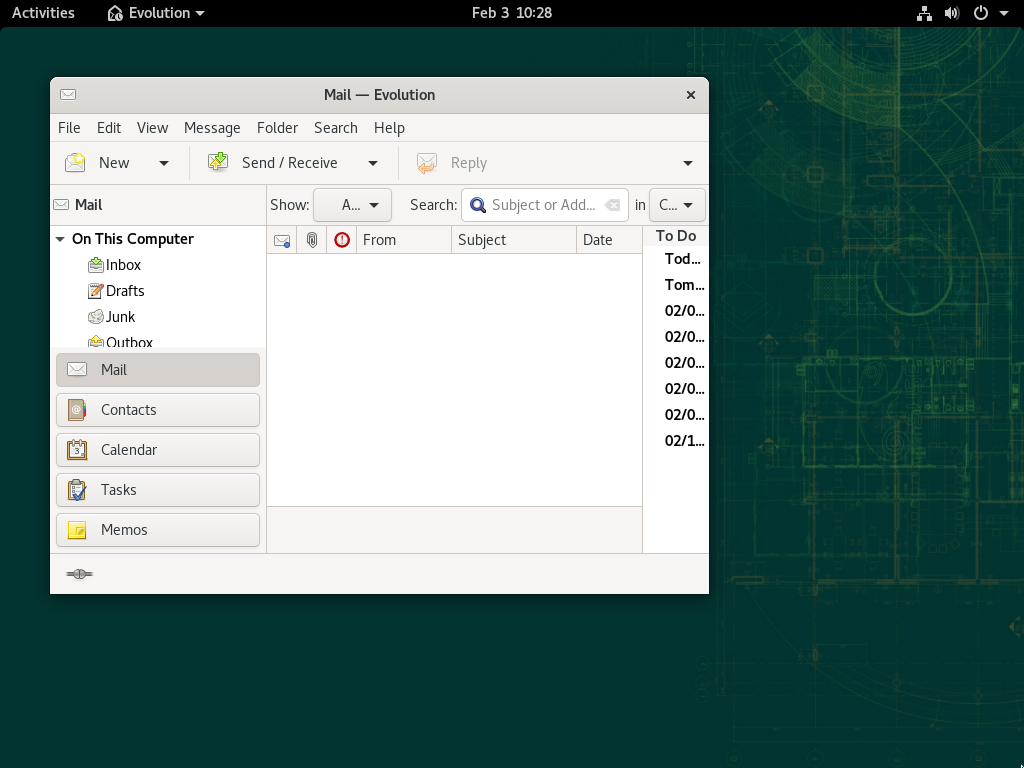 Activities Evolution Feb 3 10:28
Mail — Evolution
File Edit View Message Folder Search Help
New Send / Receive Reply
Mail Show: A... Search: Subject or Add... in C...
On This Computer
Inbox
Drafts
Junk
Outbox
Mail
Contacts
Calendar
3
Tasks
Memos
From Subject Date
To Do
Tod...
Tom...
02/0...
02/0...
02/0...
02/0...
02/0...
02/1...